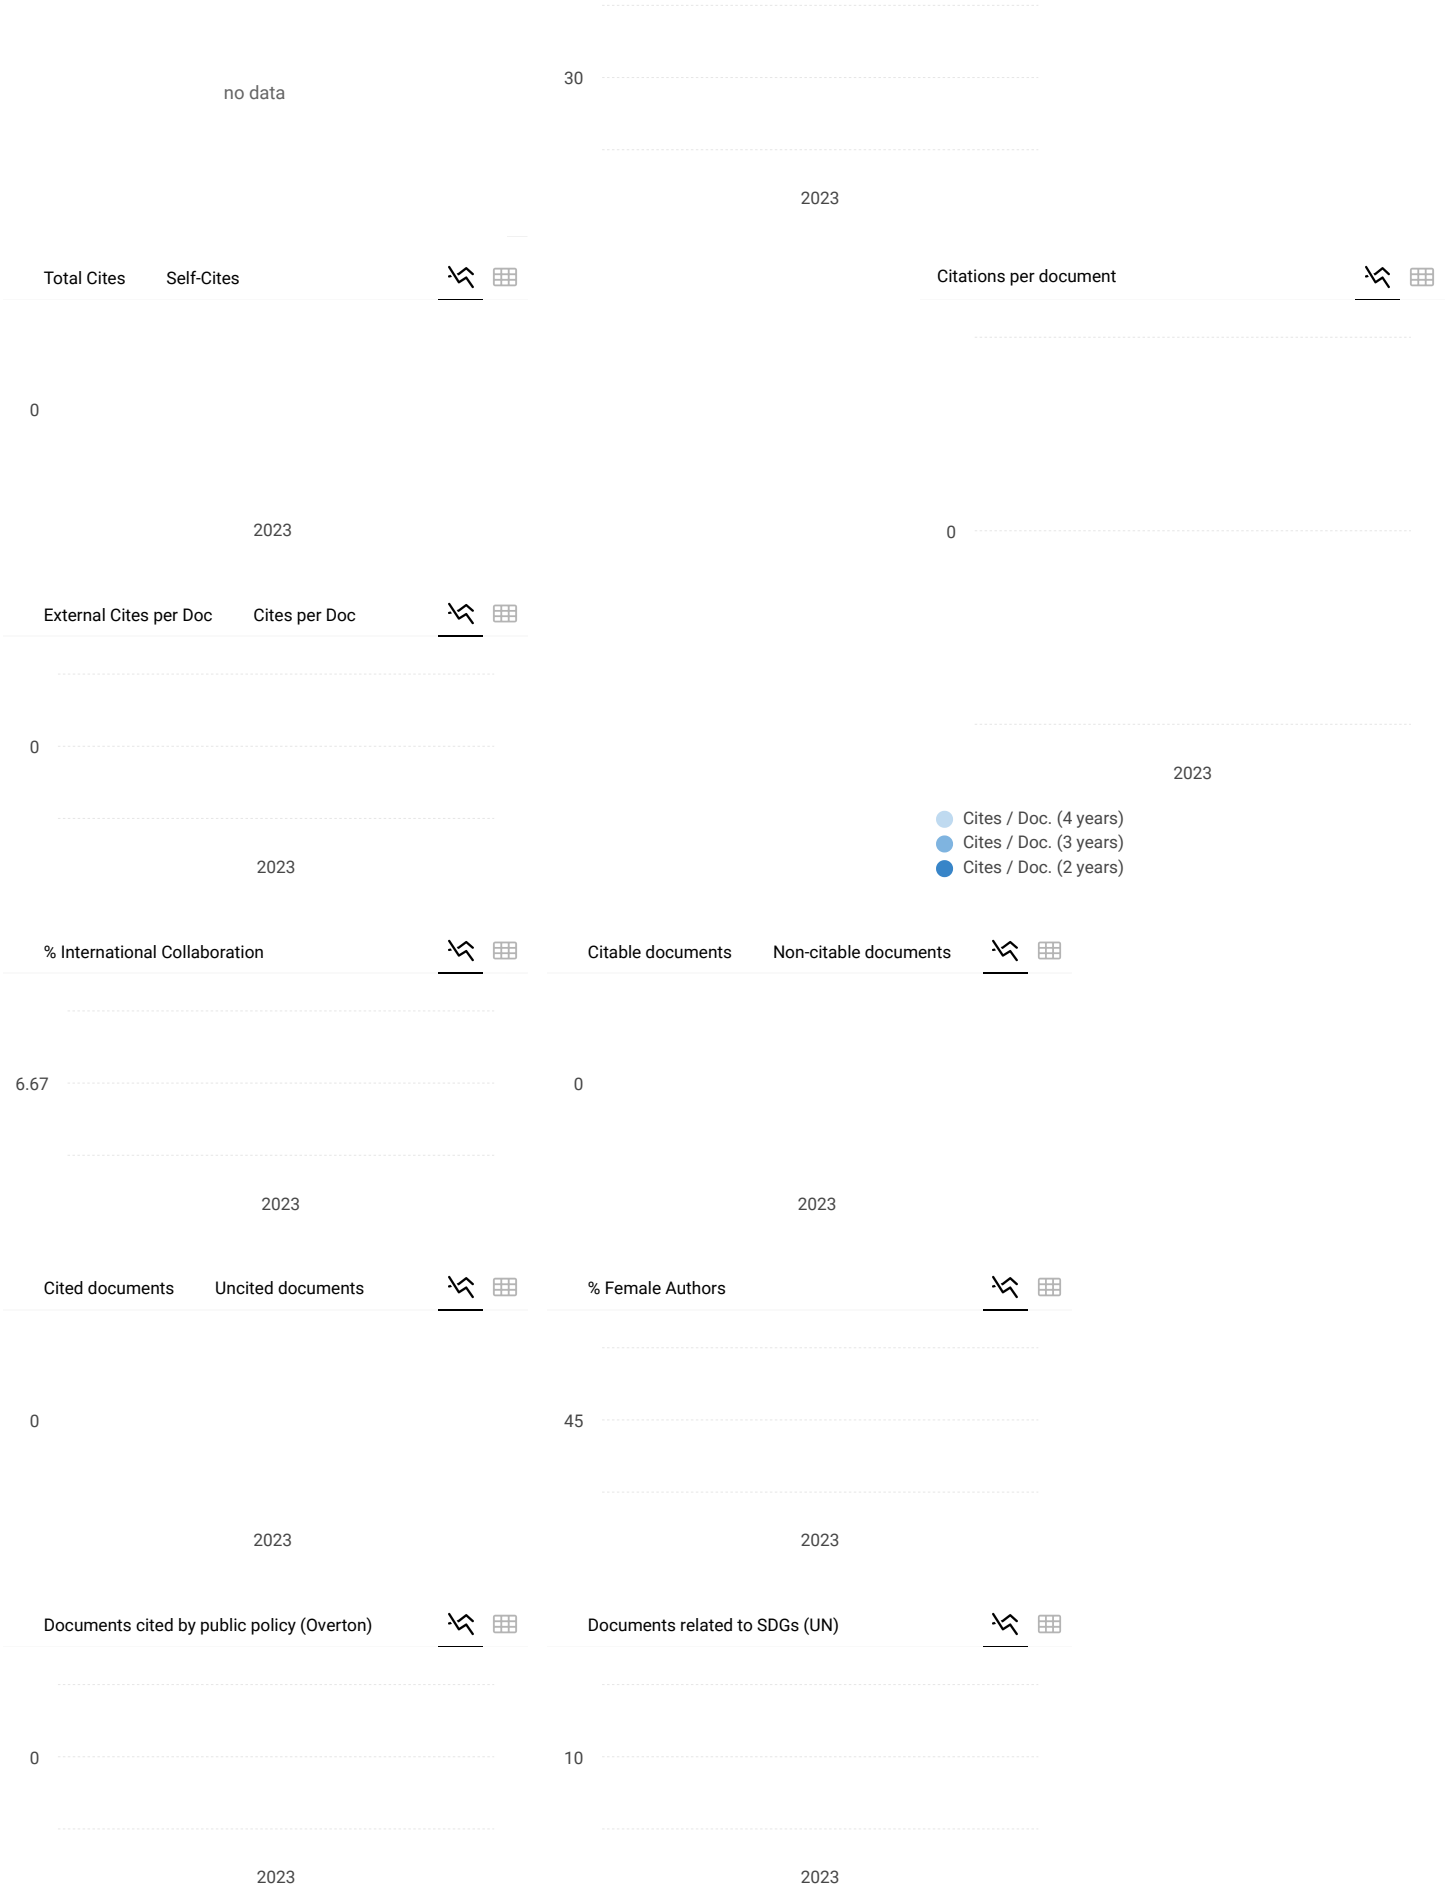 no data
30
2023
Total Cites Self-Cites
0
2023
Citations per document
0
2023
Cites / Doc. (4 years)
Cites / Doc. (3 years)
Cites / Doc. (2 years)
External Cites per Doc Cites per Doc
0
2023
% International Collaboration
6.67
2023
Citable documents Non-citable documents
0
2023
Cited documents Uncited documents
0
2023
% Female Authors
45
2023
Documents cited by public policy (Overton)
0
2023
Documents related to SDGs (UN)
10
2023